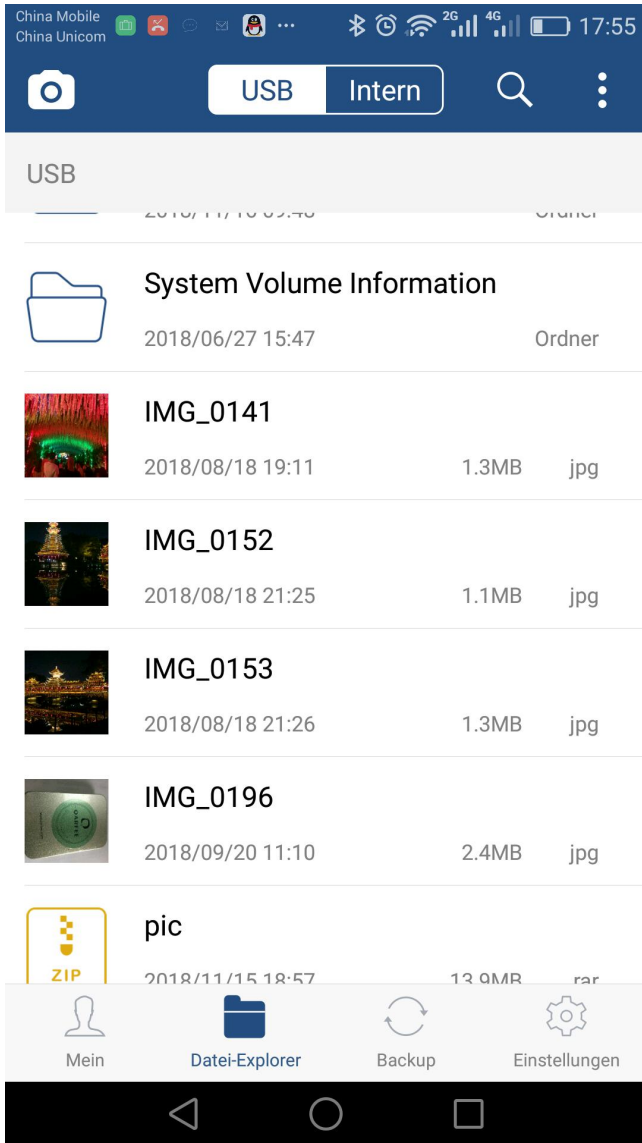 China Mobile
China Unicom
2G 4G 17:55
USB Intern
USB
System Volume Information
2018/06/27 15:47 Ordner
IMG_0141
2018/08/18 19:11 1.3MB jpg
IMG_0152
2018/08/18 21:25 1.1MB jpg
IMG_0153
2018/08/18 21:26 1.3MB jpg
IMG_0196
2018/09/20 11:10 2.4MB jpg
pic
ZIP 2018/11/15 18:57 13.9MB rar
Mein Datei-Explorer Backup Einstellungen